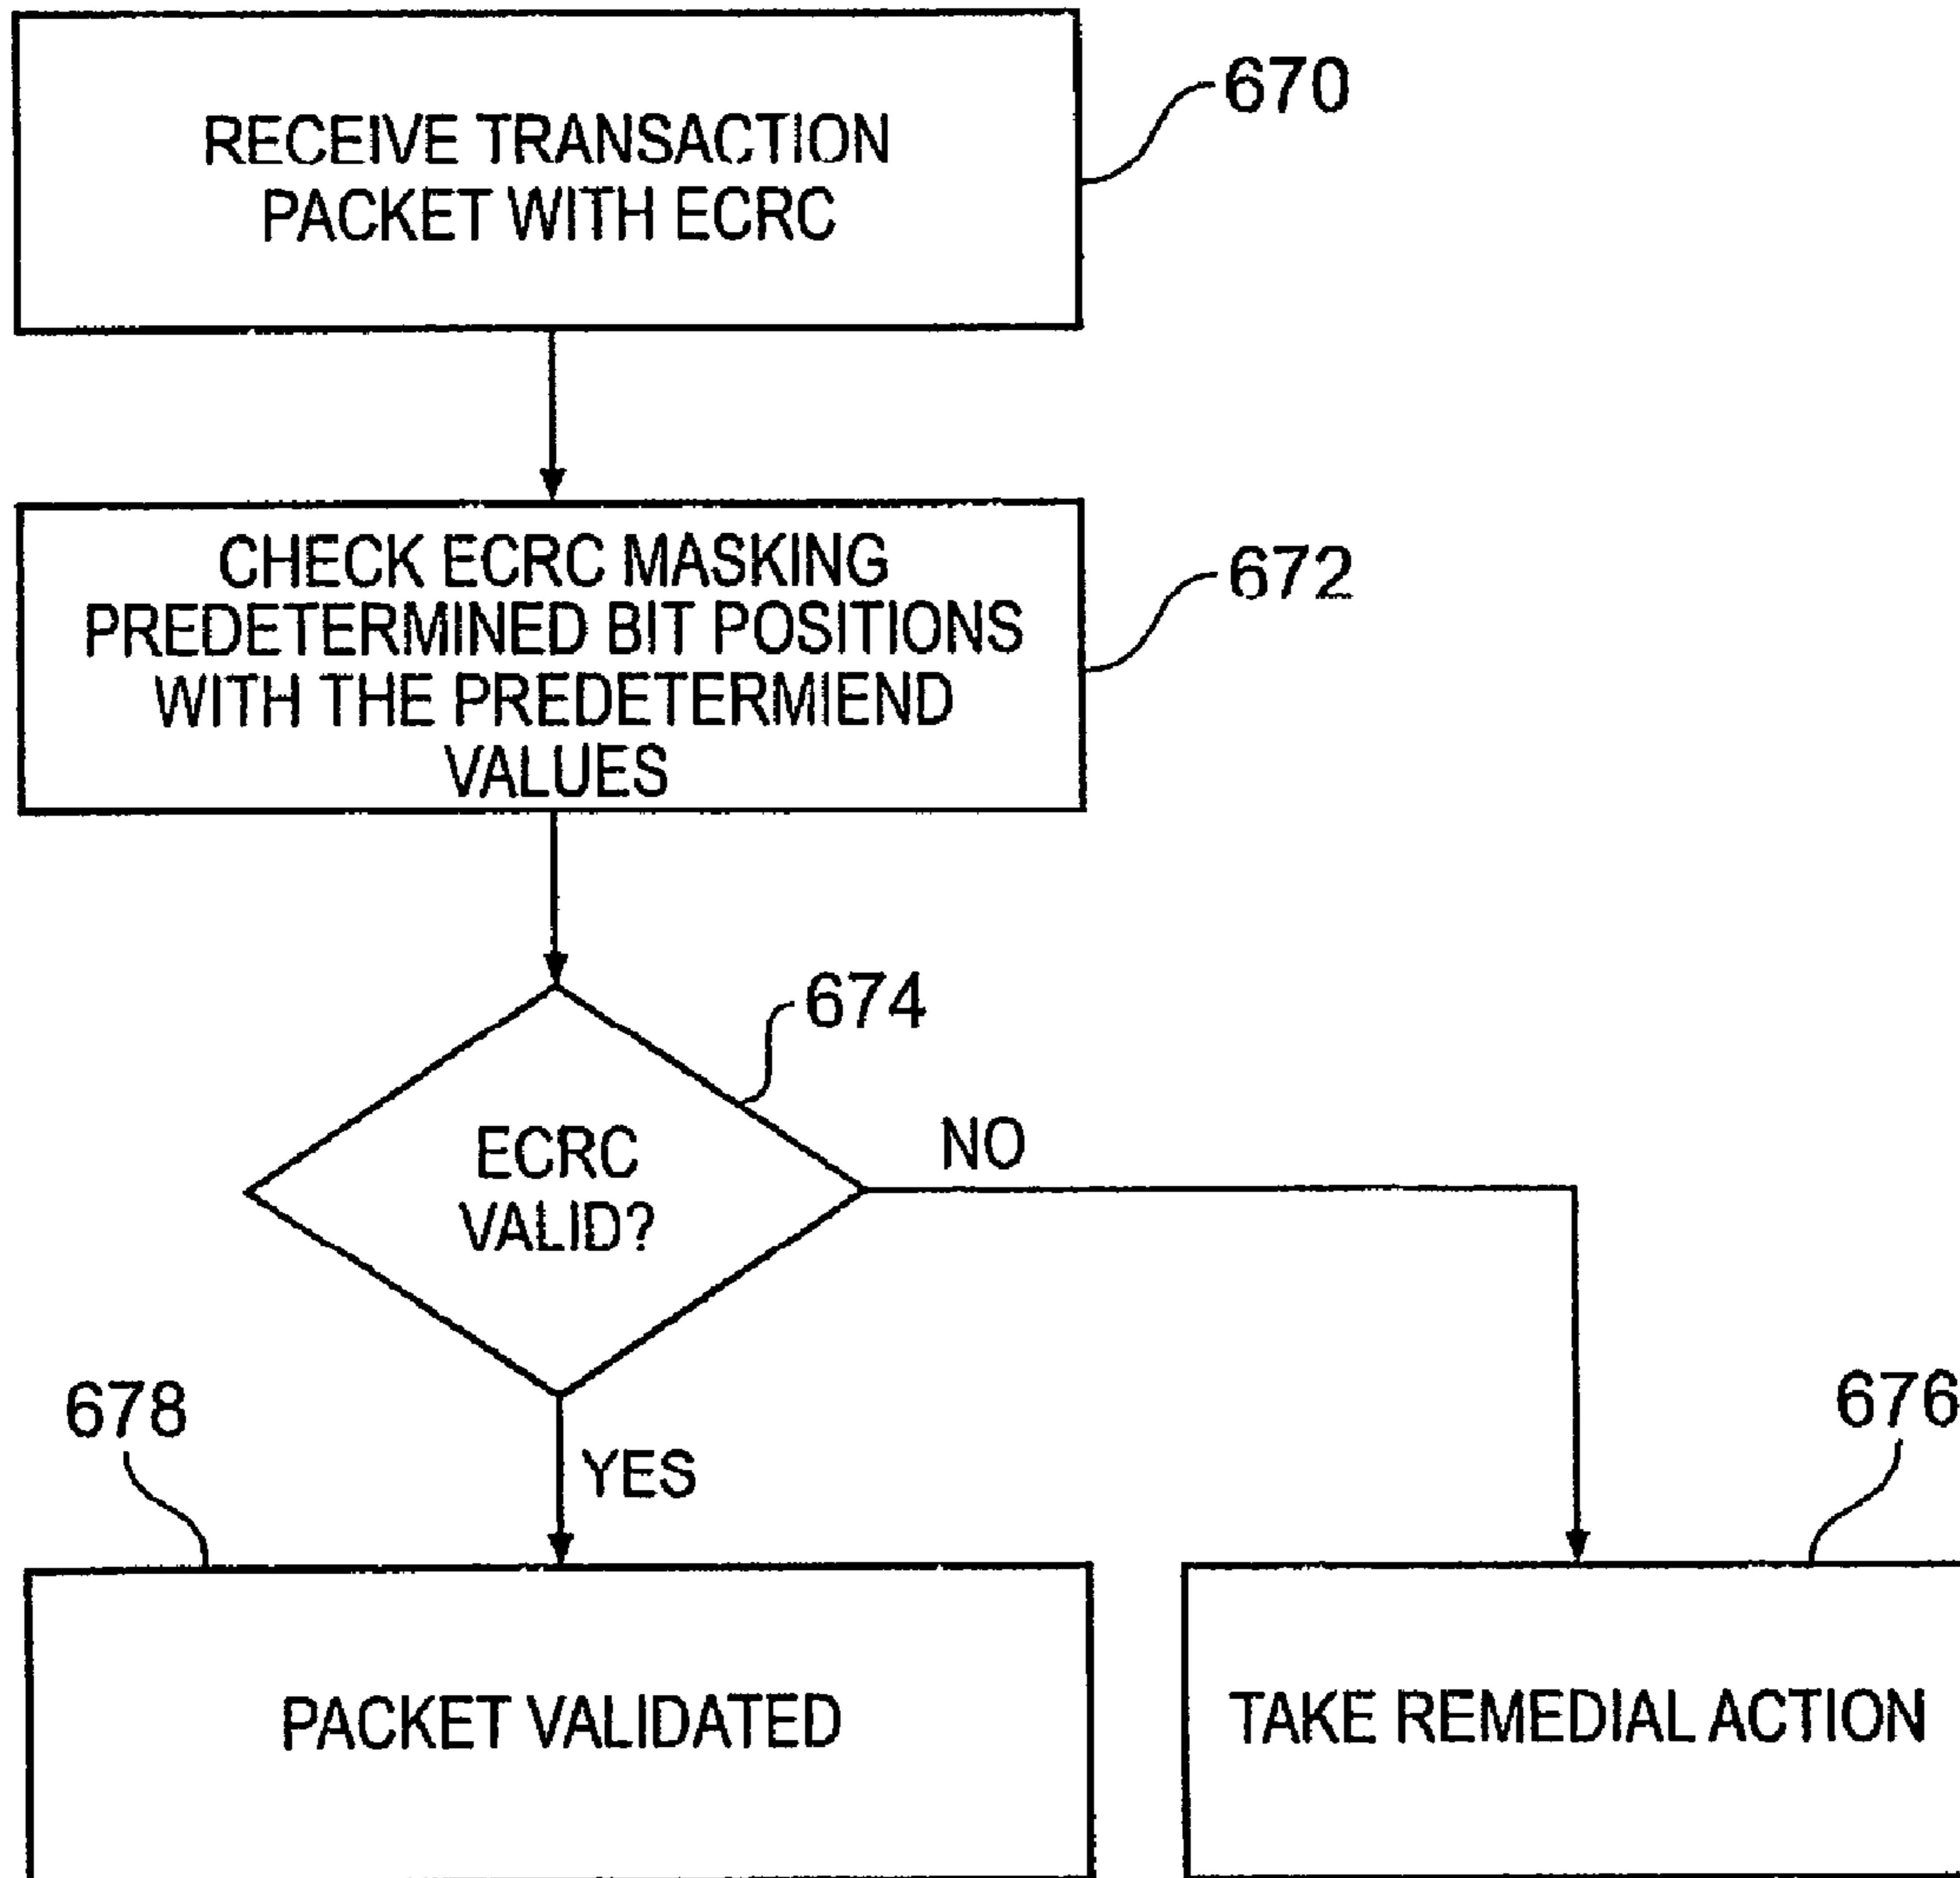 RECEIVE TRANSACTION
PACKET WITH ECRC
670
CHECK ECRC MASKING
PREDETERMINED BIT POSITIONS
WITH THE PREDETERMIEND
VALUES
672
674
ECRC
VALID?
NO
YES
678
676
PACKET VALIDATED
TAKE REMEDIAL ACTION